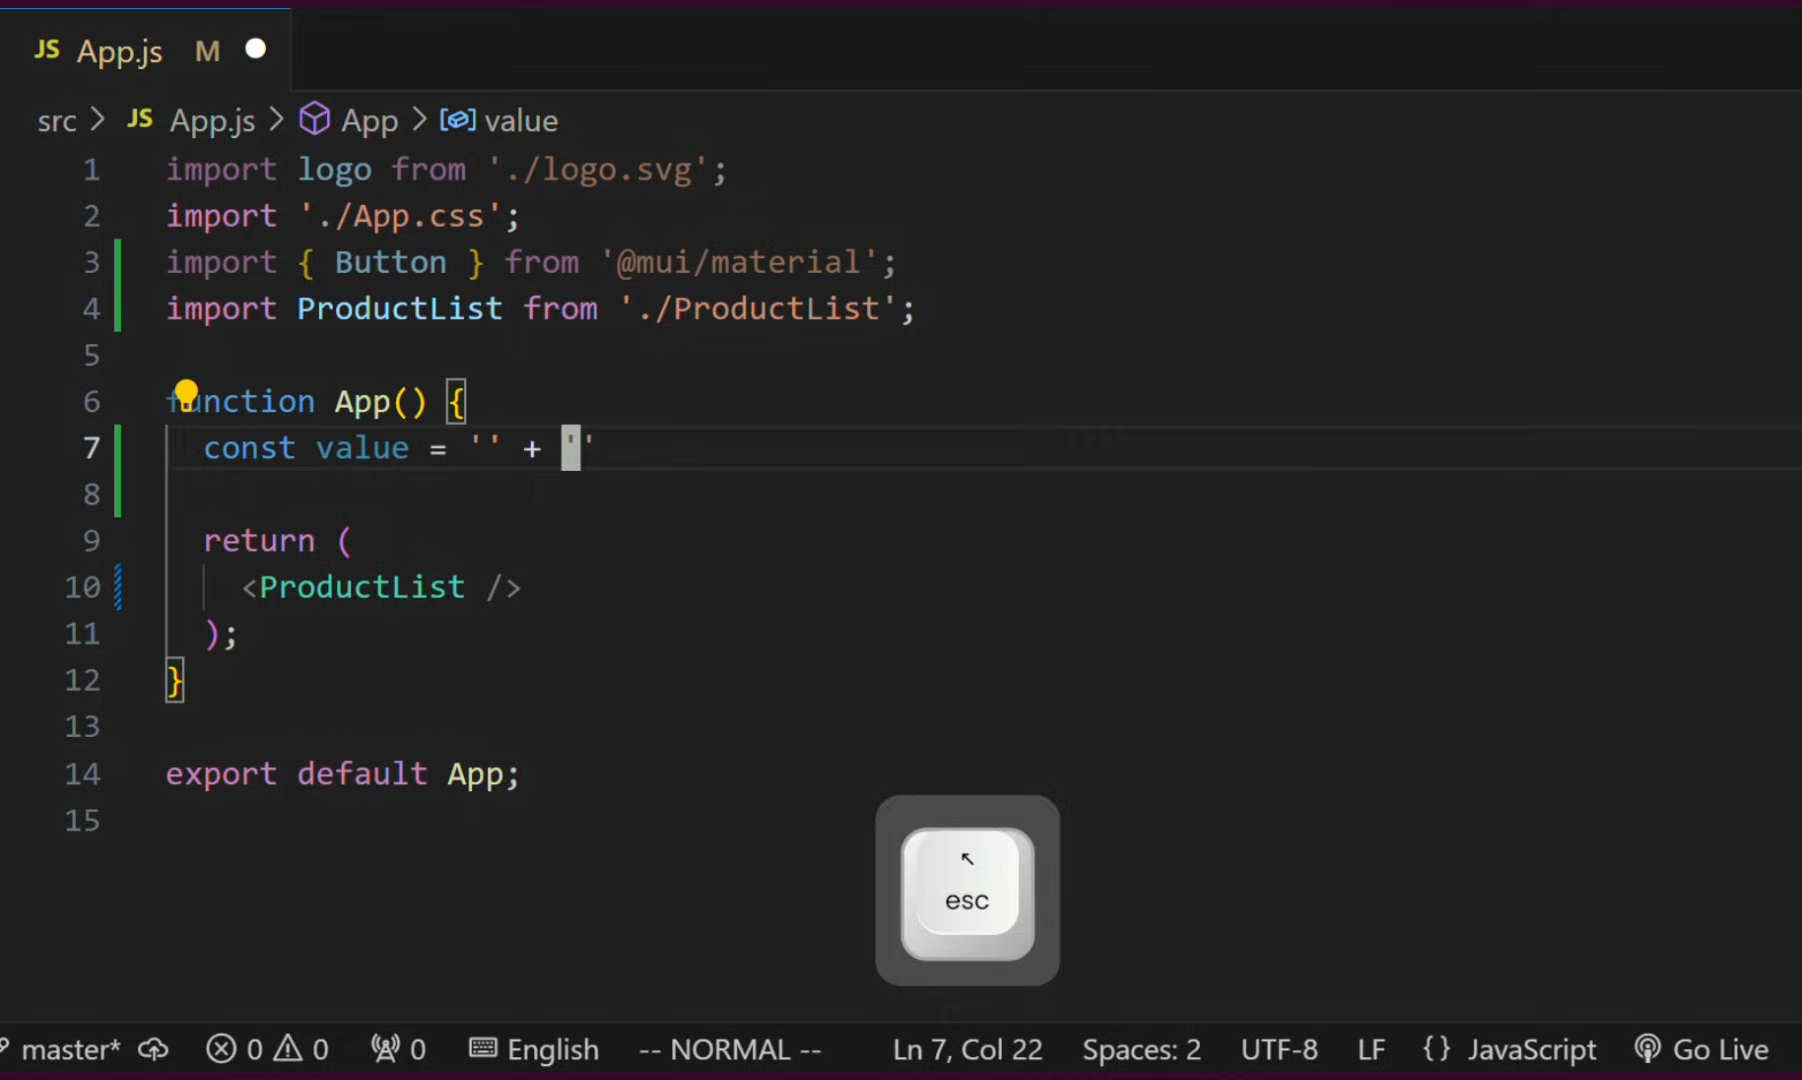 JS App.js M
src > JS App.js > App > value
1 import logo from './logo.svg';
2 import './App.css';
3 import { Button } from '@mui/material';
4 import ProductList from './ProductList';
5
6 function App() {
7 const value = '' + ''
8
9 return (
10 <ProductList />
11 );
12 }
13
14 export default App;
15
esc
master* 0 0 0 English -- NORMAL -- Ln 7, Col 22 Spaces: 2 UTF-8 LF {} JavaScript Go Live